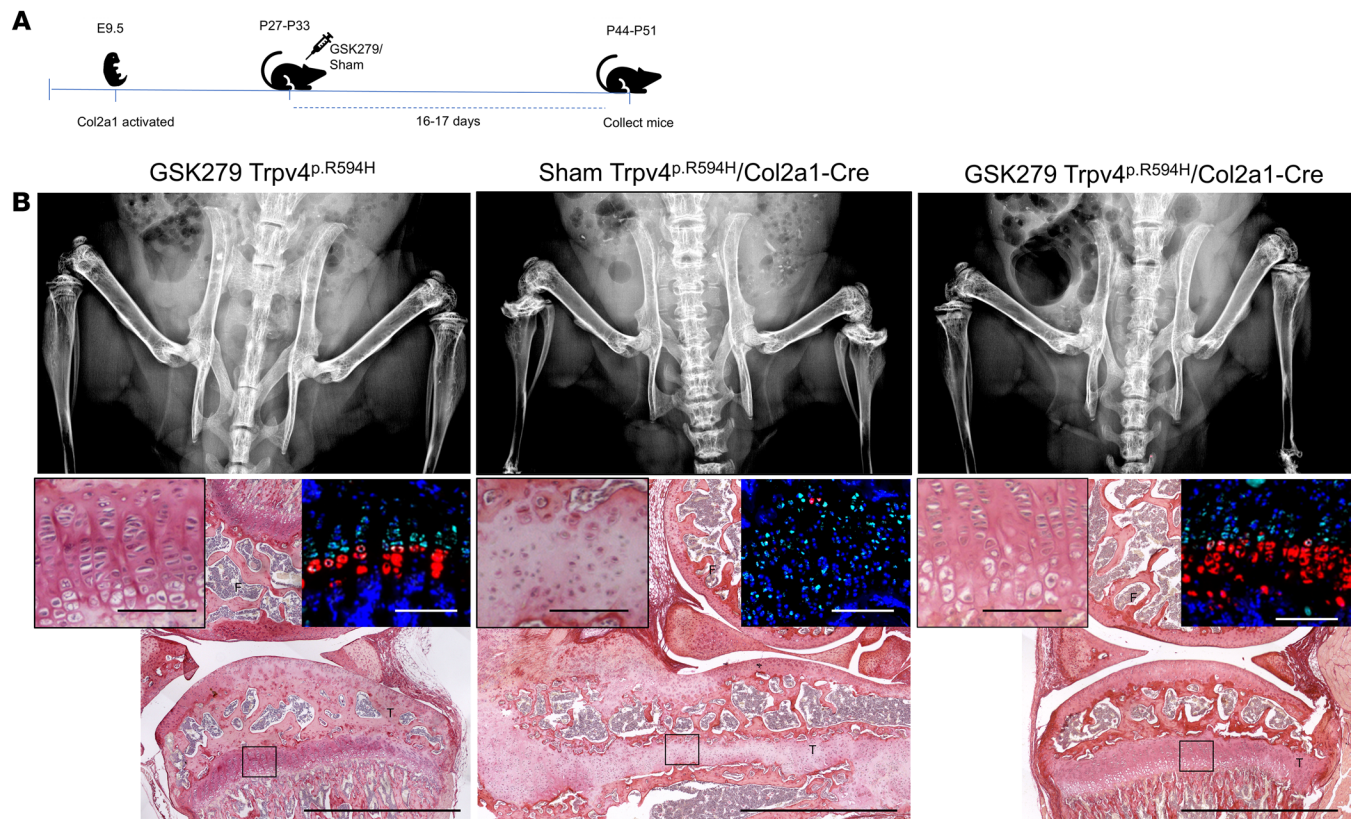 A
E9.5
P27-P33
P44-P51
GSK279/
Sham
Col2a1 activated
16-17 days
Collect mice
GSK279 Trpv4p.R594H
Sham Trpv4p.R594H/Col2a1-Cre
GSK279 Trpv4p.R594H/Col2a1-Cre
B
F
F
F
T
T
T